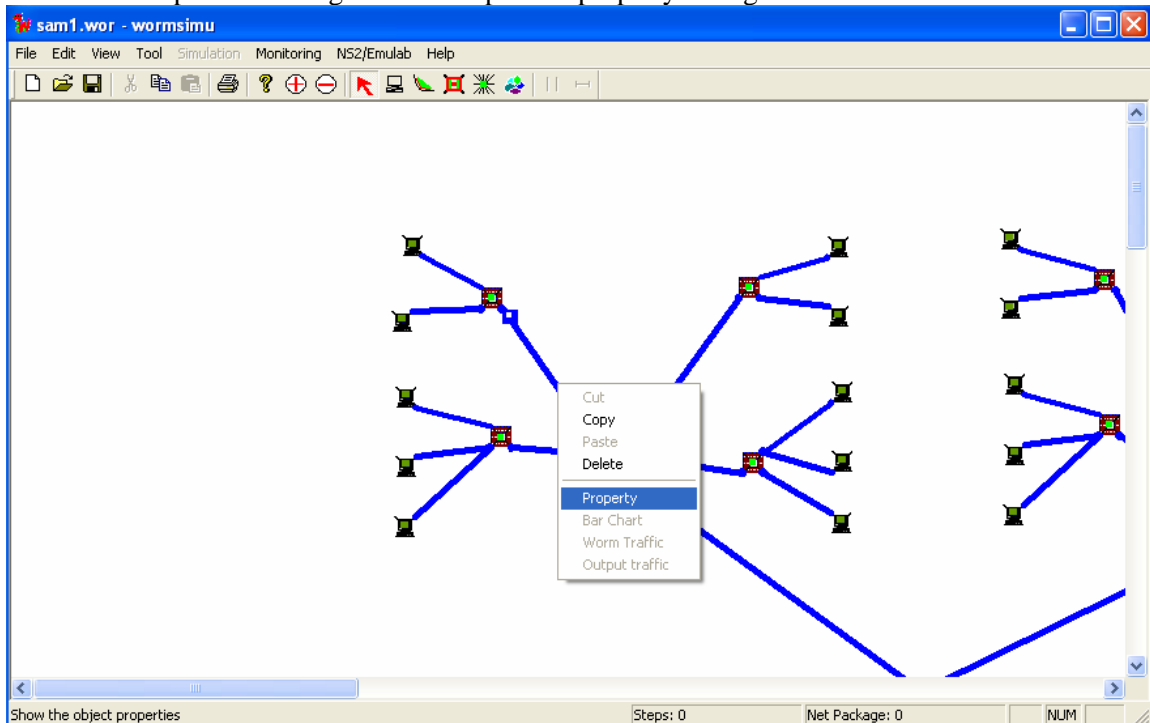 sam1.wor - wormsimu
File Edit View Tool Simulation Monitoring NS2/Emulab Help
Cut
Copy
Paste
Delete
Property
Bar Chart
Worm Traffic
Output traffic
Show the object properties Steps: 0 Net Package: 0 NUM